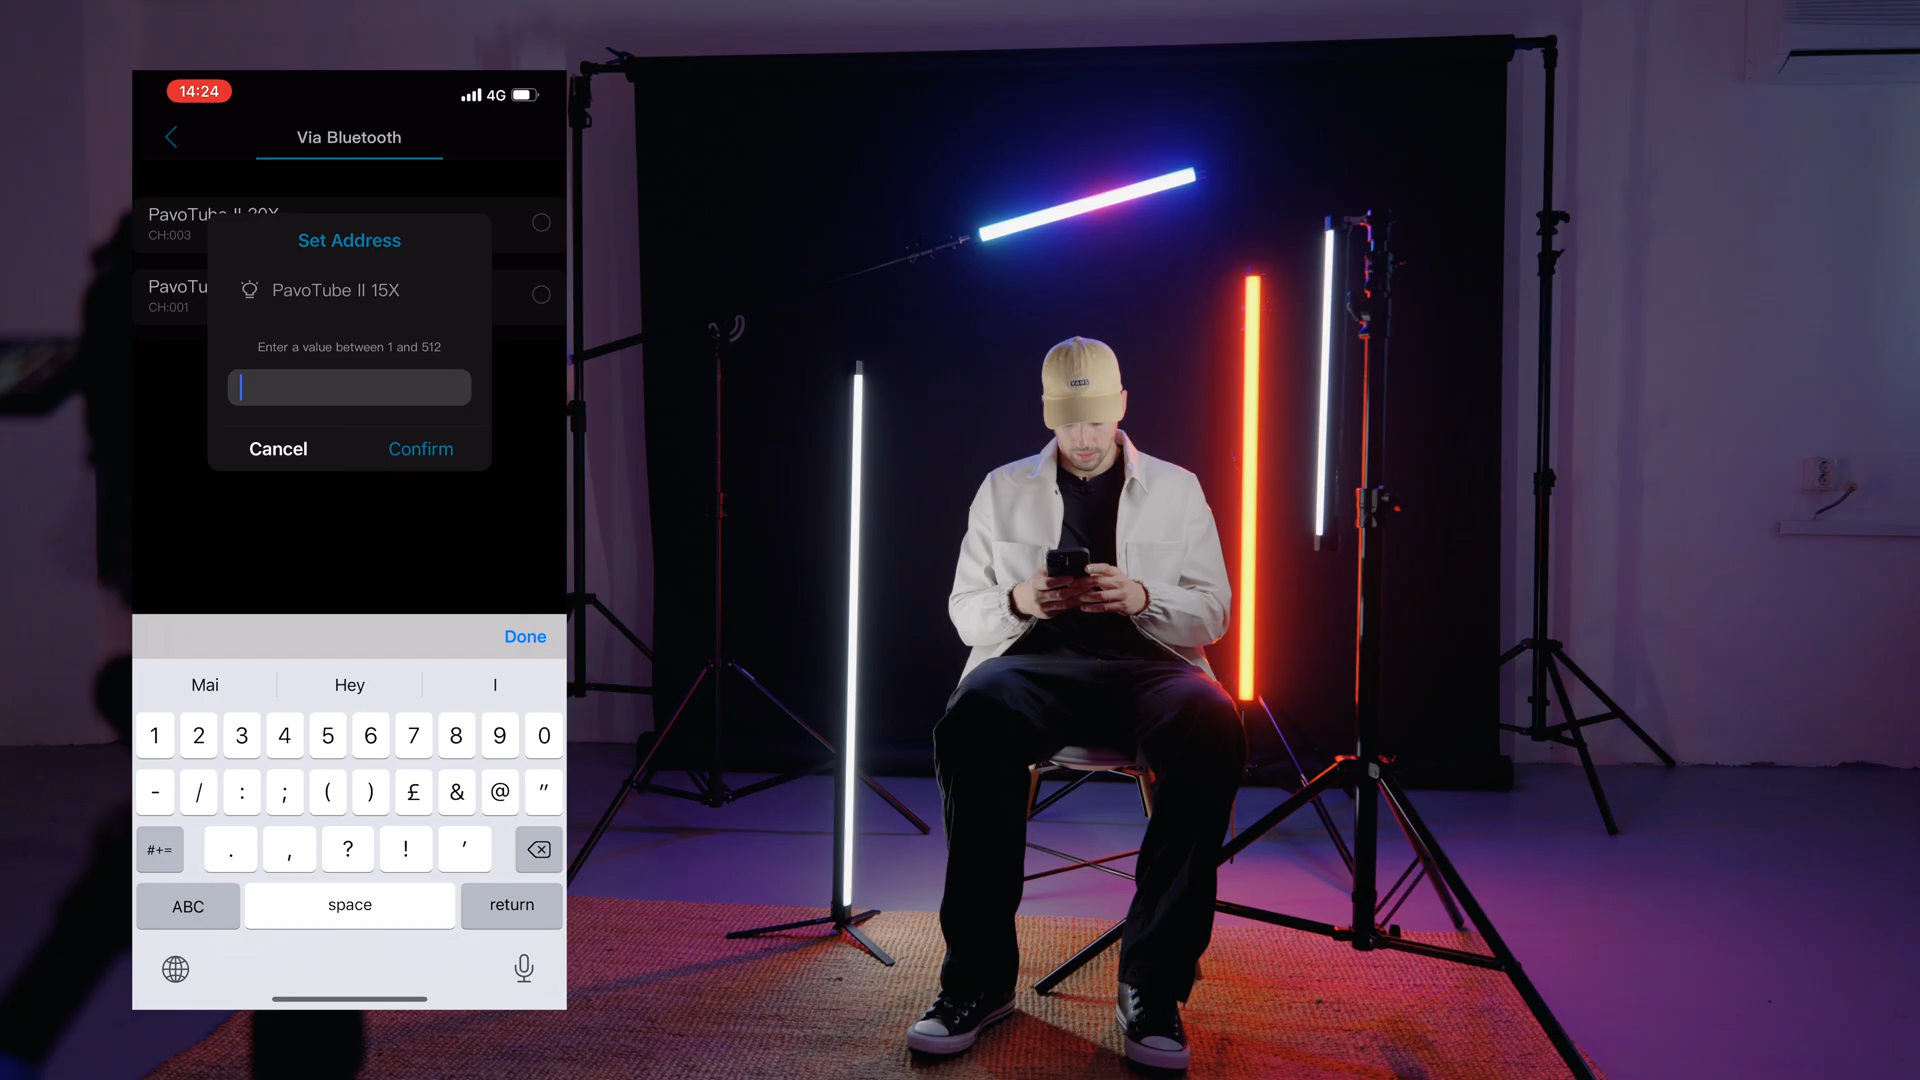 14:24
4G
Via Bluetooth
PavoTube II 20X
CH:003
PavoTu
CH:001
Set Address
PavoTube II 15X
Enter a value between 1 and 512
Cancel
Confirm
Done
Mai
Hey
I
1 2 3 4 5 6 7 8 9 0
- / : ; ( ) £ & @ "
#+= . , ? ! '
ABC space return
VANS